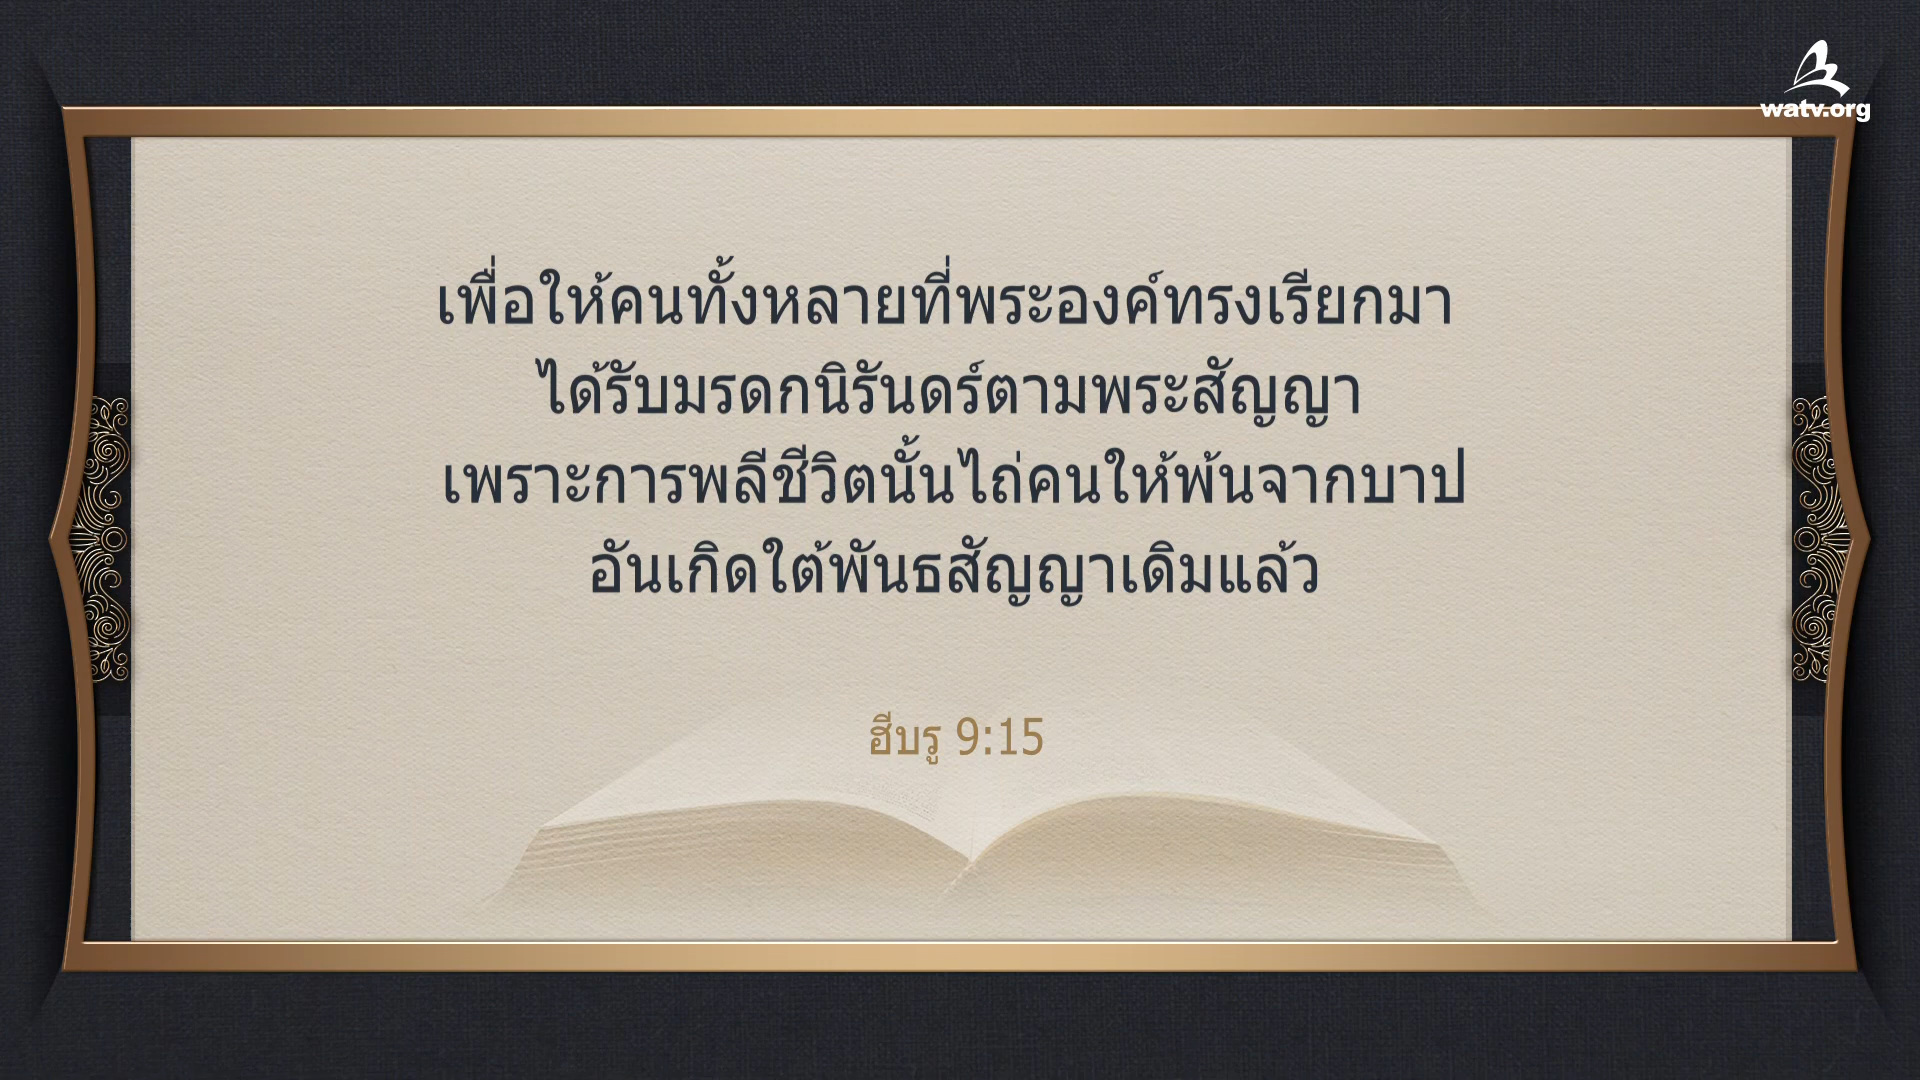 watv.org
เพื่อให้คนทั้งหลายที่พระองค์ทรงเรียกมา
ได้รับมรดกนิรันดร์ตามพระสัญญา
เพราะการพลีชีวิตนั้นไถ่คนให้พ้นจากบาป
อันเกิดใต้พันธสัญญาเดิมแล้ว
ฮีบรู 9:15